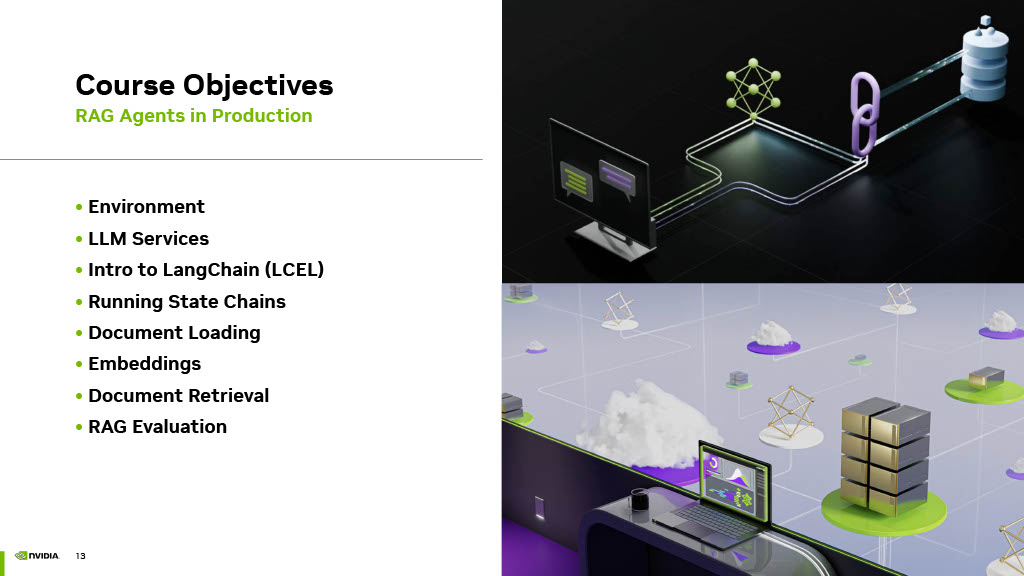 Course Objectives
RAG Agents in Production
• Environment
• LLM Services
• Intro to LangChain (LCEL)
• Running State Chains
• Document Loading
• Embeddings
• Document Retrieval
• RAG Evaluation
NVIDIA 13